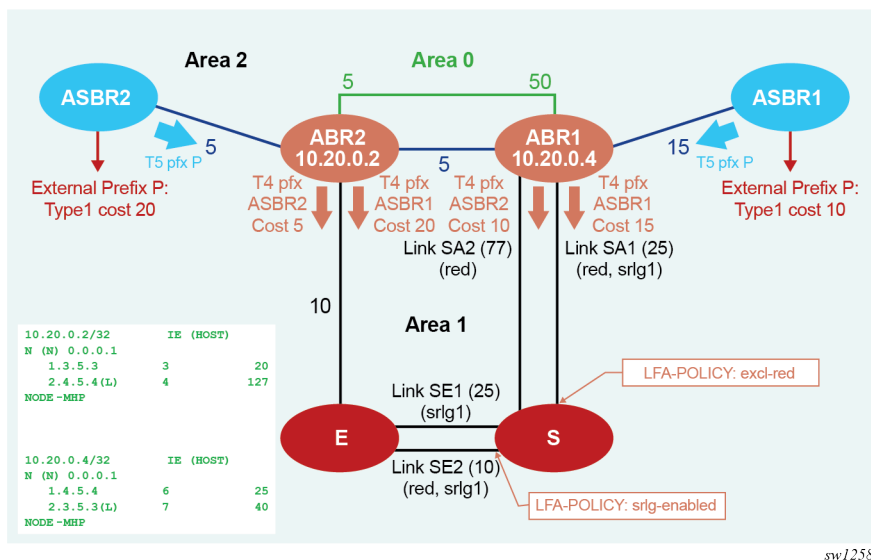 Area 2
Area 0
5
50
ASBR2
ASBR1
ABR2
10.20.0.2
ABR1
10.20.0.4
5
5
15
T5 pfx P
T5 pfx P
External Prefix P:
Type1 cost 20
External Prefix P:
Type1 cost 10
T4 pfx
ASBR2
Cost 5
T4 pfx
ASBR1
Cost 20
T4 pfx
ASBR2
Cost 10
T4 pfx
ASBR1
Cost 15
Link SA2 (77)
(red)
Link SA1 (25)
(red, srlg1)
10
Area 1
10.20.0.2/32 IE (HOST)
N (N) 0.0.0.1
1.3.5.3 3 20
2.4.5.4(L) 4 127
NODE-MHP
10.20.0.4/32 IE (HOST)
N (N) 0.0.0.1
1.4.5.4 6 25
2.3.5.3(L) 7 40
NODE-MHP
LFA-POLICY: excl-red
Link SE1 (25)
(srlg1)
E
S
Link SE2 (10)
(red, srlg1)
LFA-POLICY: srlg-enabled
sw1258